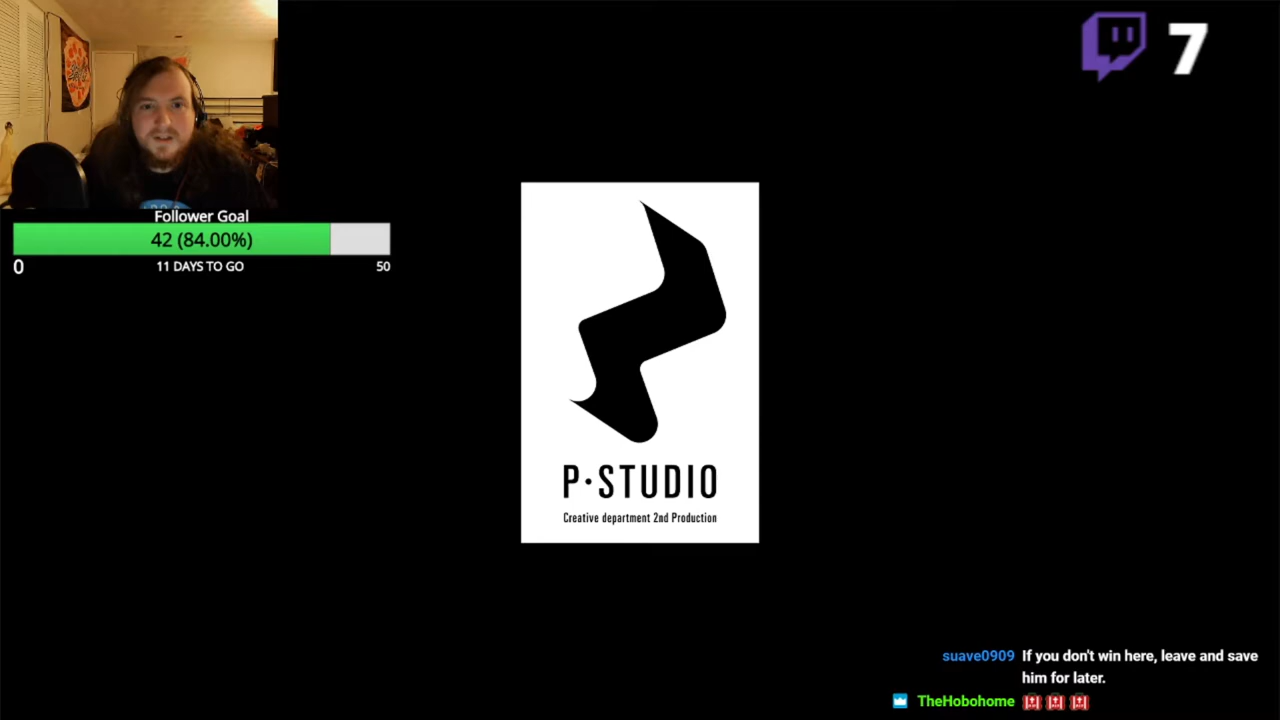 7
Follower Goal
42 (84.00%)
0 11 DAYS TO GO 50
P·STUDIO
Creative department 2nd Production
suave0909 If you don't win here, leave and save
him for later.
TheHobohome